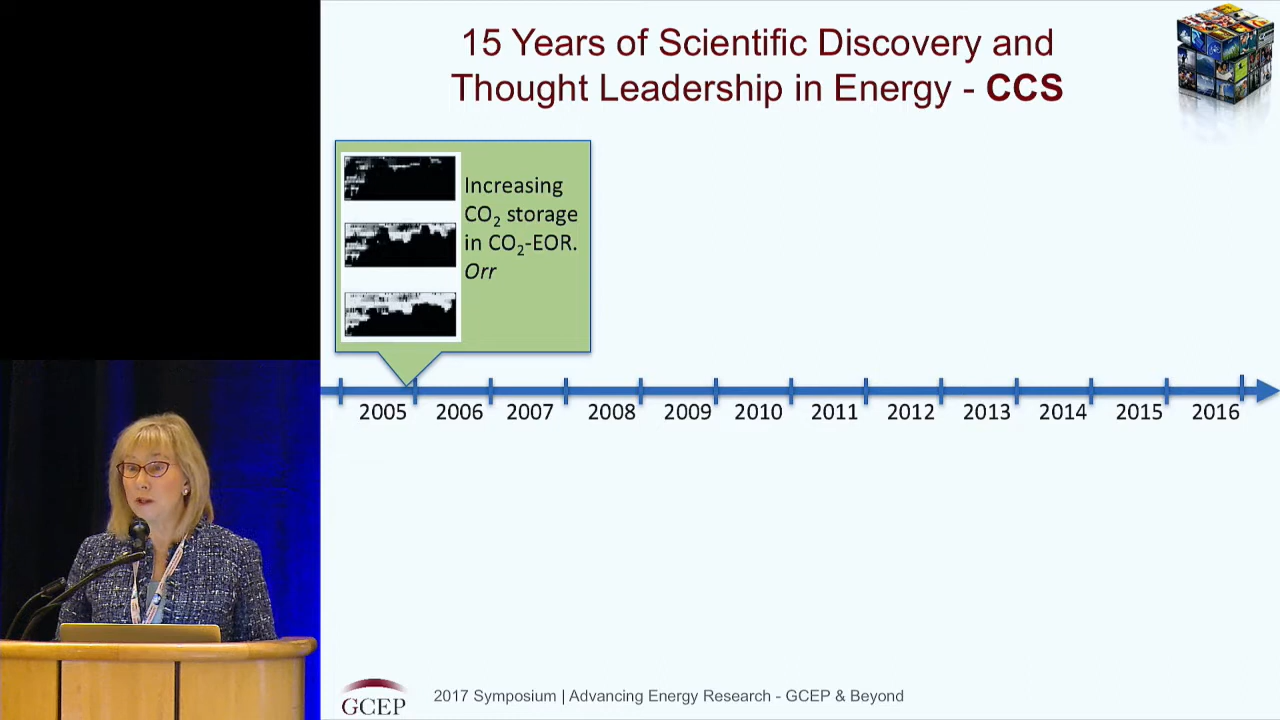 15 Years of Scientific Discovery and
Thought Leadership in Energy - CCS
Increasing
CO₂ storage
in CO₂-EOR.
Orr
2005 2006 2007 2008 2009 2010 2011 2012 2013 2014 2015 2016
GCEP
2017 Symposium | Advancing Energy Research - GCEP & Beyond